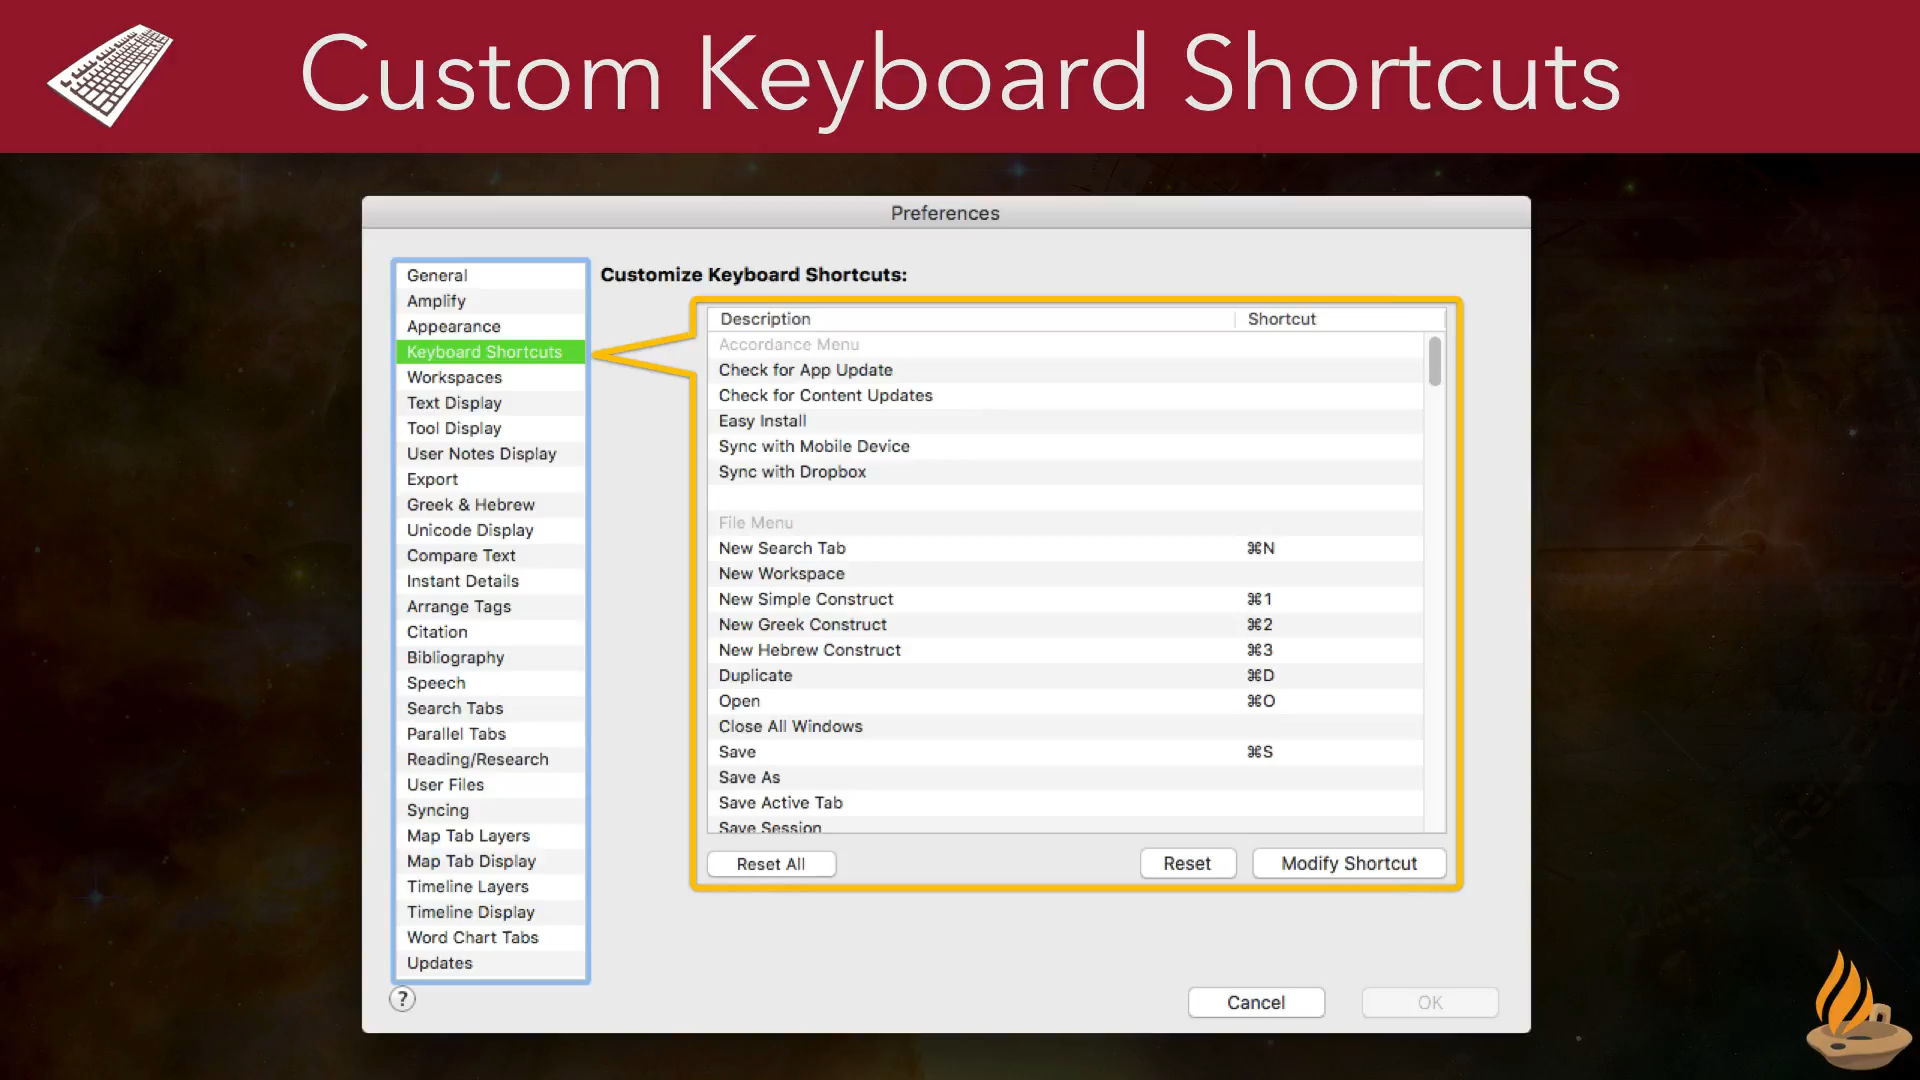 Custom Keyboard Shortcuts
Preferences
General
Amplify
Appearance
Keyboard Shortcuts
Workspaces
Text Display
Tool Display
User Notes Display
Export
Greek & Hebrew
Unicode Display
Compare Text
Instant Details
Arrange Tags
Citation
Bibliography
Speech
Search Tabs
Parallel Tabs
Reading/Research
User Files
Syncing
Map Tab Layers
Map Tab Display
Timeline Layers
Timeline Display
Word Chart Tabs
Updates
?
Customize Keyboard Shortcuts:
Description Shortcut
Accordance Menu
Check for App Update
Check for Content Updates
Easy Install
Sync with Mobile Device
Sync with Dropbox
File Menu
New Search Tab ⌘N
New Workspace
New Simple Construct ⌘1
New Greek Construct ⌘2
New Hebrew Construct ⌘3
Duplicate ⌘D
Open ⌘O
Close All Windows
Save ⌘S
Save As
Save Active Tab
Save Session
Reset All Reset Modify Shortcut
Cancel OK